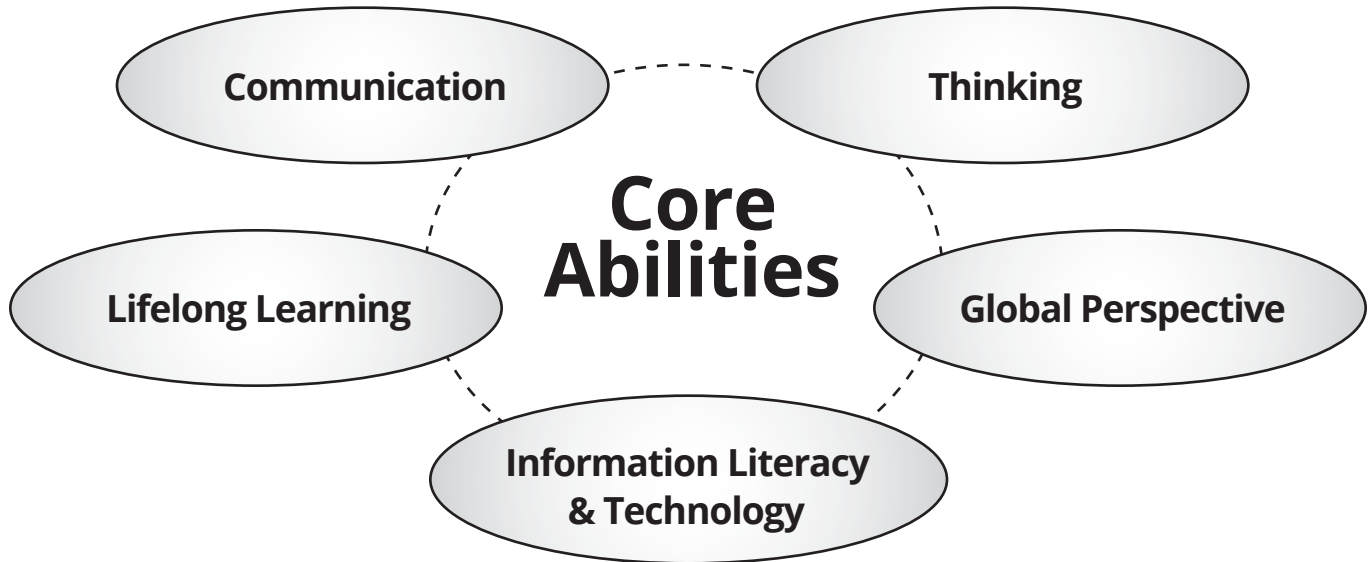 Communication
Thinking
Core
Abilities
Lifelong Learning
Global Perspective
Information Literacy
& Technology